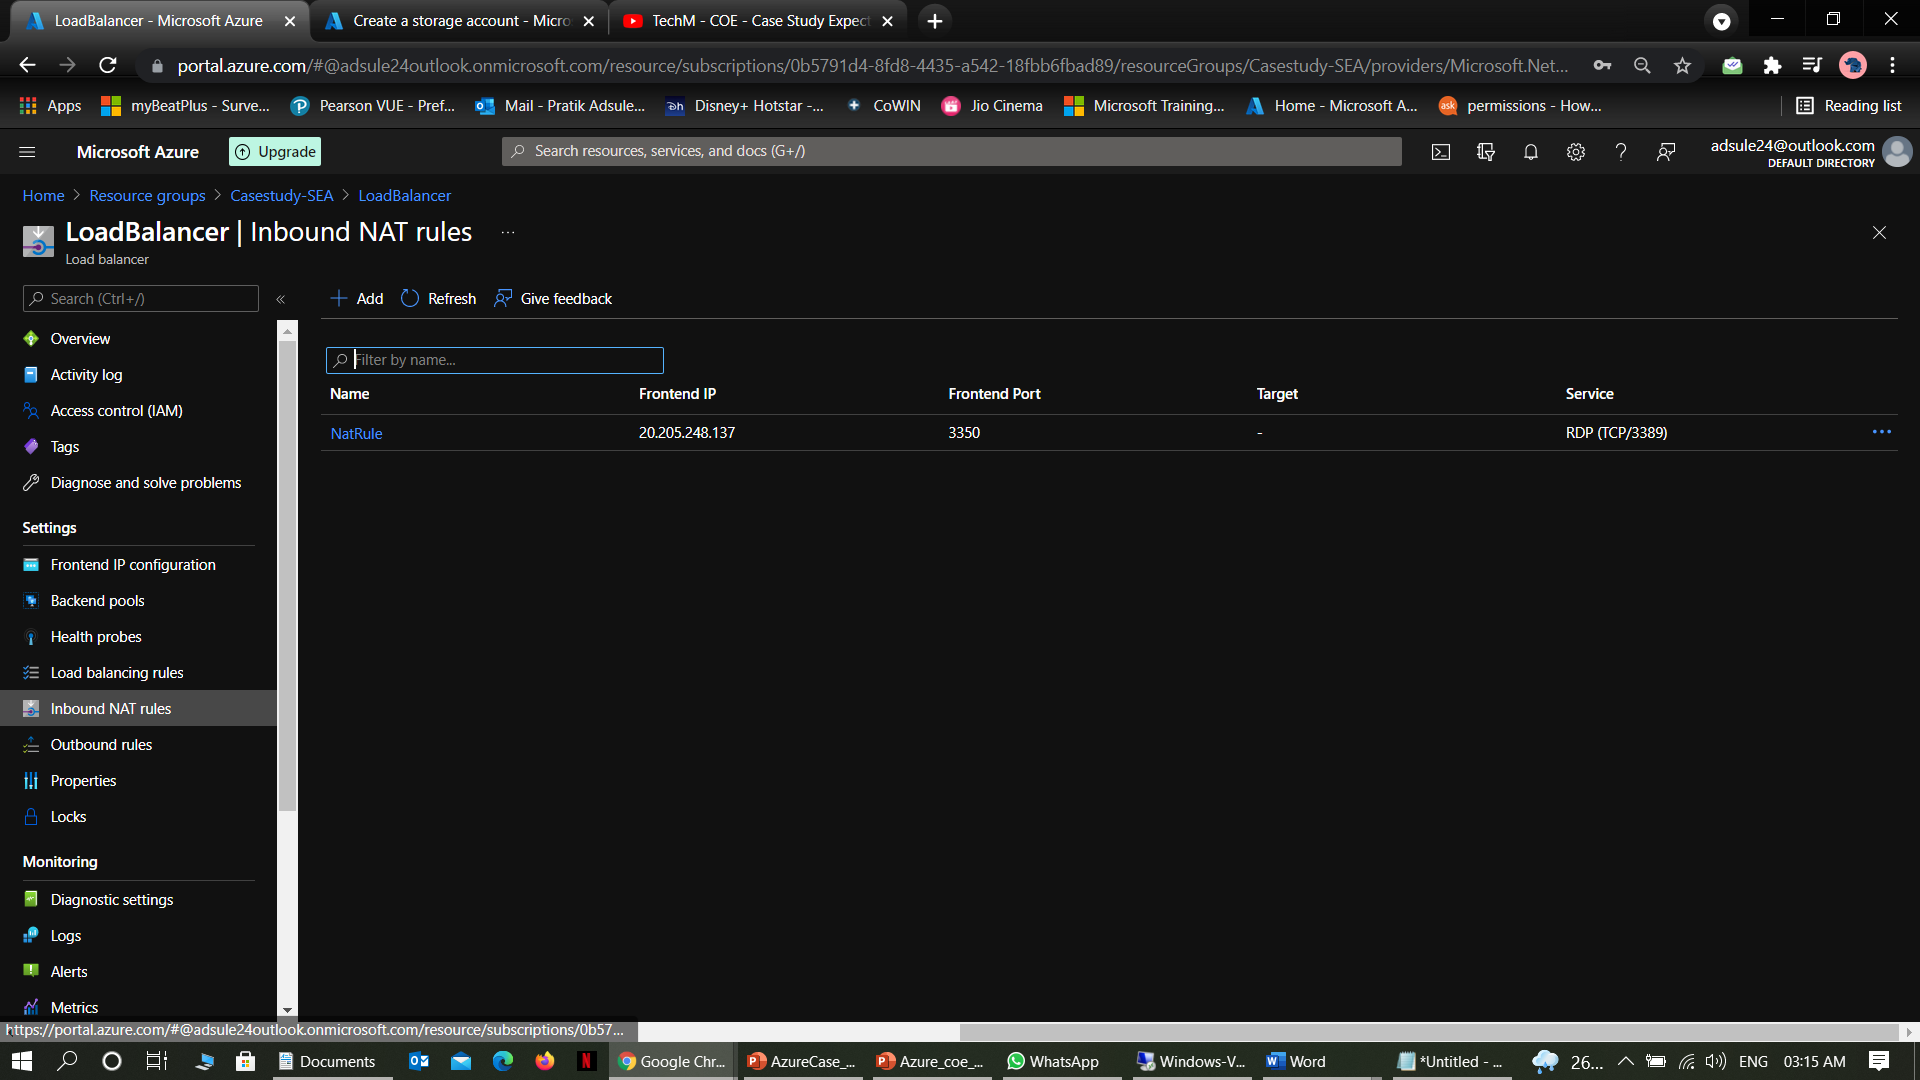 LoadBalancer - Microsoft Azure
Create a storage account - Micro
TechM - COE - Case Study Expect
portal.azure.com/#@adsule24outlook.onmicrosoft.com/resource/subscriptions/0b5791d4-8fd8-4435-a542-18fbb6fbad89/resourceGroups/Casestudy-SEA/providers/Microsoft.Net...
Apps
myBeatPlus - Surve...
Pearson VUE - Pref...
Mail - Pratik Adsule...
Disney+ Hotstar -...
CoWIN
Jio Cinema
Microsoft Training...
Home - Microsoft A...
ask
permissions - How...
Reading list
Microsoft Azure
Upgrade
Search resources, services, and docs (G+/)
adsule24@outlook.com
DEFAULT DIRECTORY
Home > Resource groups > Casestudy-SEA > LoadBalancer
LoadBalancer | Inbound NAT rules ...
Load balancer
Search (Ctrl+/)
«
Add
Refresh
Give feedback
Overview
Activity log
Access control (IAM)
Tags
Diagnose and solve problems
Settings
Frontend IP configuration
Backend pools
Health probes
Load balancing rules
Inbound NAT rules
Outbound rules
Properties
Locks
Monitoring
Diagnostic settings
Logs
Alerts
Metrics
Filter by name...
Name Frontend IP Frontend Port Target Service
NatRule 20.205.248.137 3350 - RDP (TCP/3389) ...
https://portal.azure.com/#@adsule24outlook.onmicrosoft.com/resource/subscriptions/0b57...
Documents
Google Chr...
AzureCase_...
Azure_coe_...
WhatsApp
Windows-V...
Word
*Untitled - ...
26...
ENG
03:15 AM